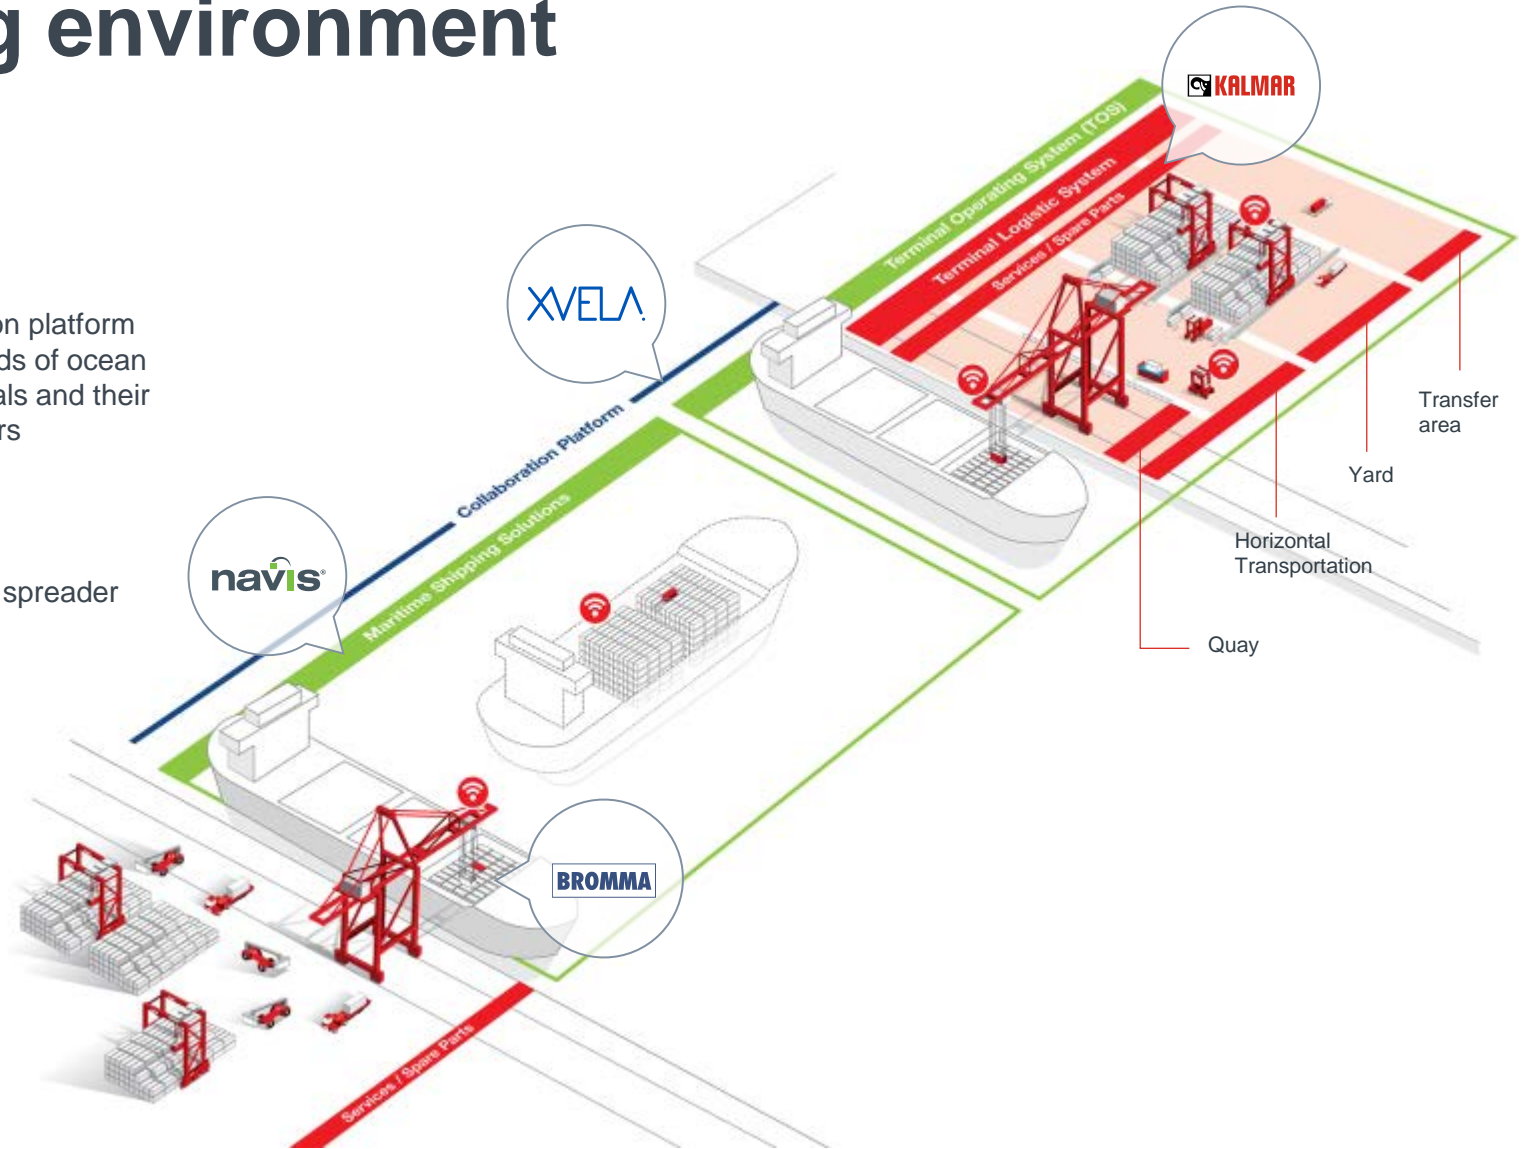 g environment
KALMAR
Terminal Operating System (TOS)
Terminal Logistic System
Services / Spare Parts
XVELA
on platform
ds of ocean
als and their
rs
Collaboration Platform
Transfer
area
Yard
Maritime Shipping Solutions
Horizontal
Transportation
navis
spreader
Quay
BROMMA
Services / Spare Parts